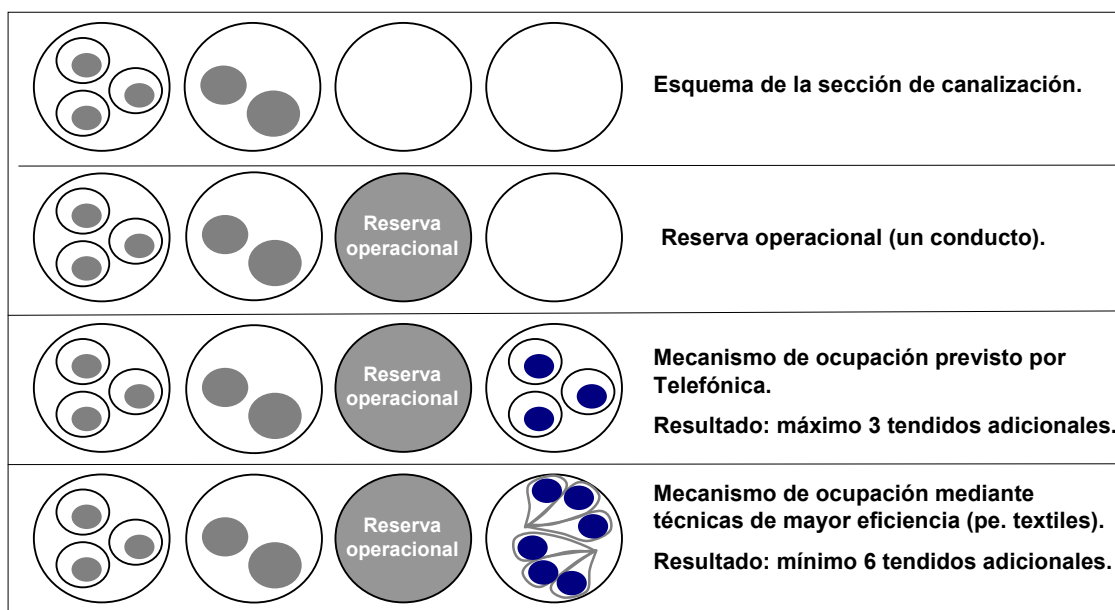 Esquema de la sección de canalización.
Reserva
operacional
Reserva operacional (un conducto).
Reserva
operacional
Mecanismo de ocupación previsto por
Telefónica.
Resultado: máximo 3 tendidos adicionales.
Reserva
operacional
Mecanismo de ocupación mediante
técnicas de mayor eficiencia (pe. textiles).
Resultado: mínimo 6 tendidos adicionales.